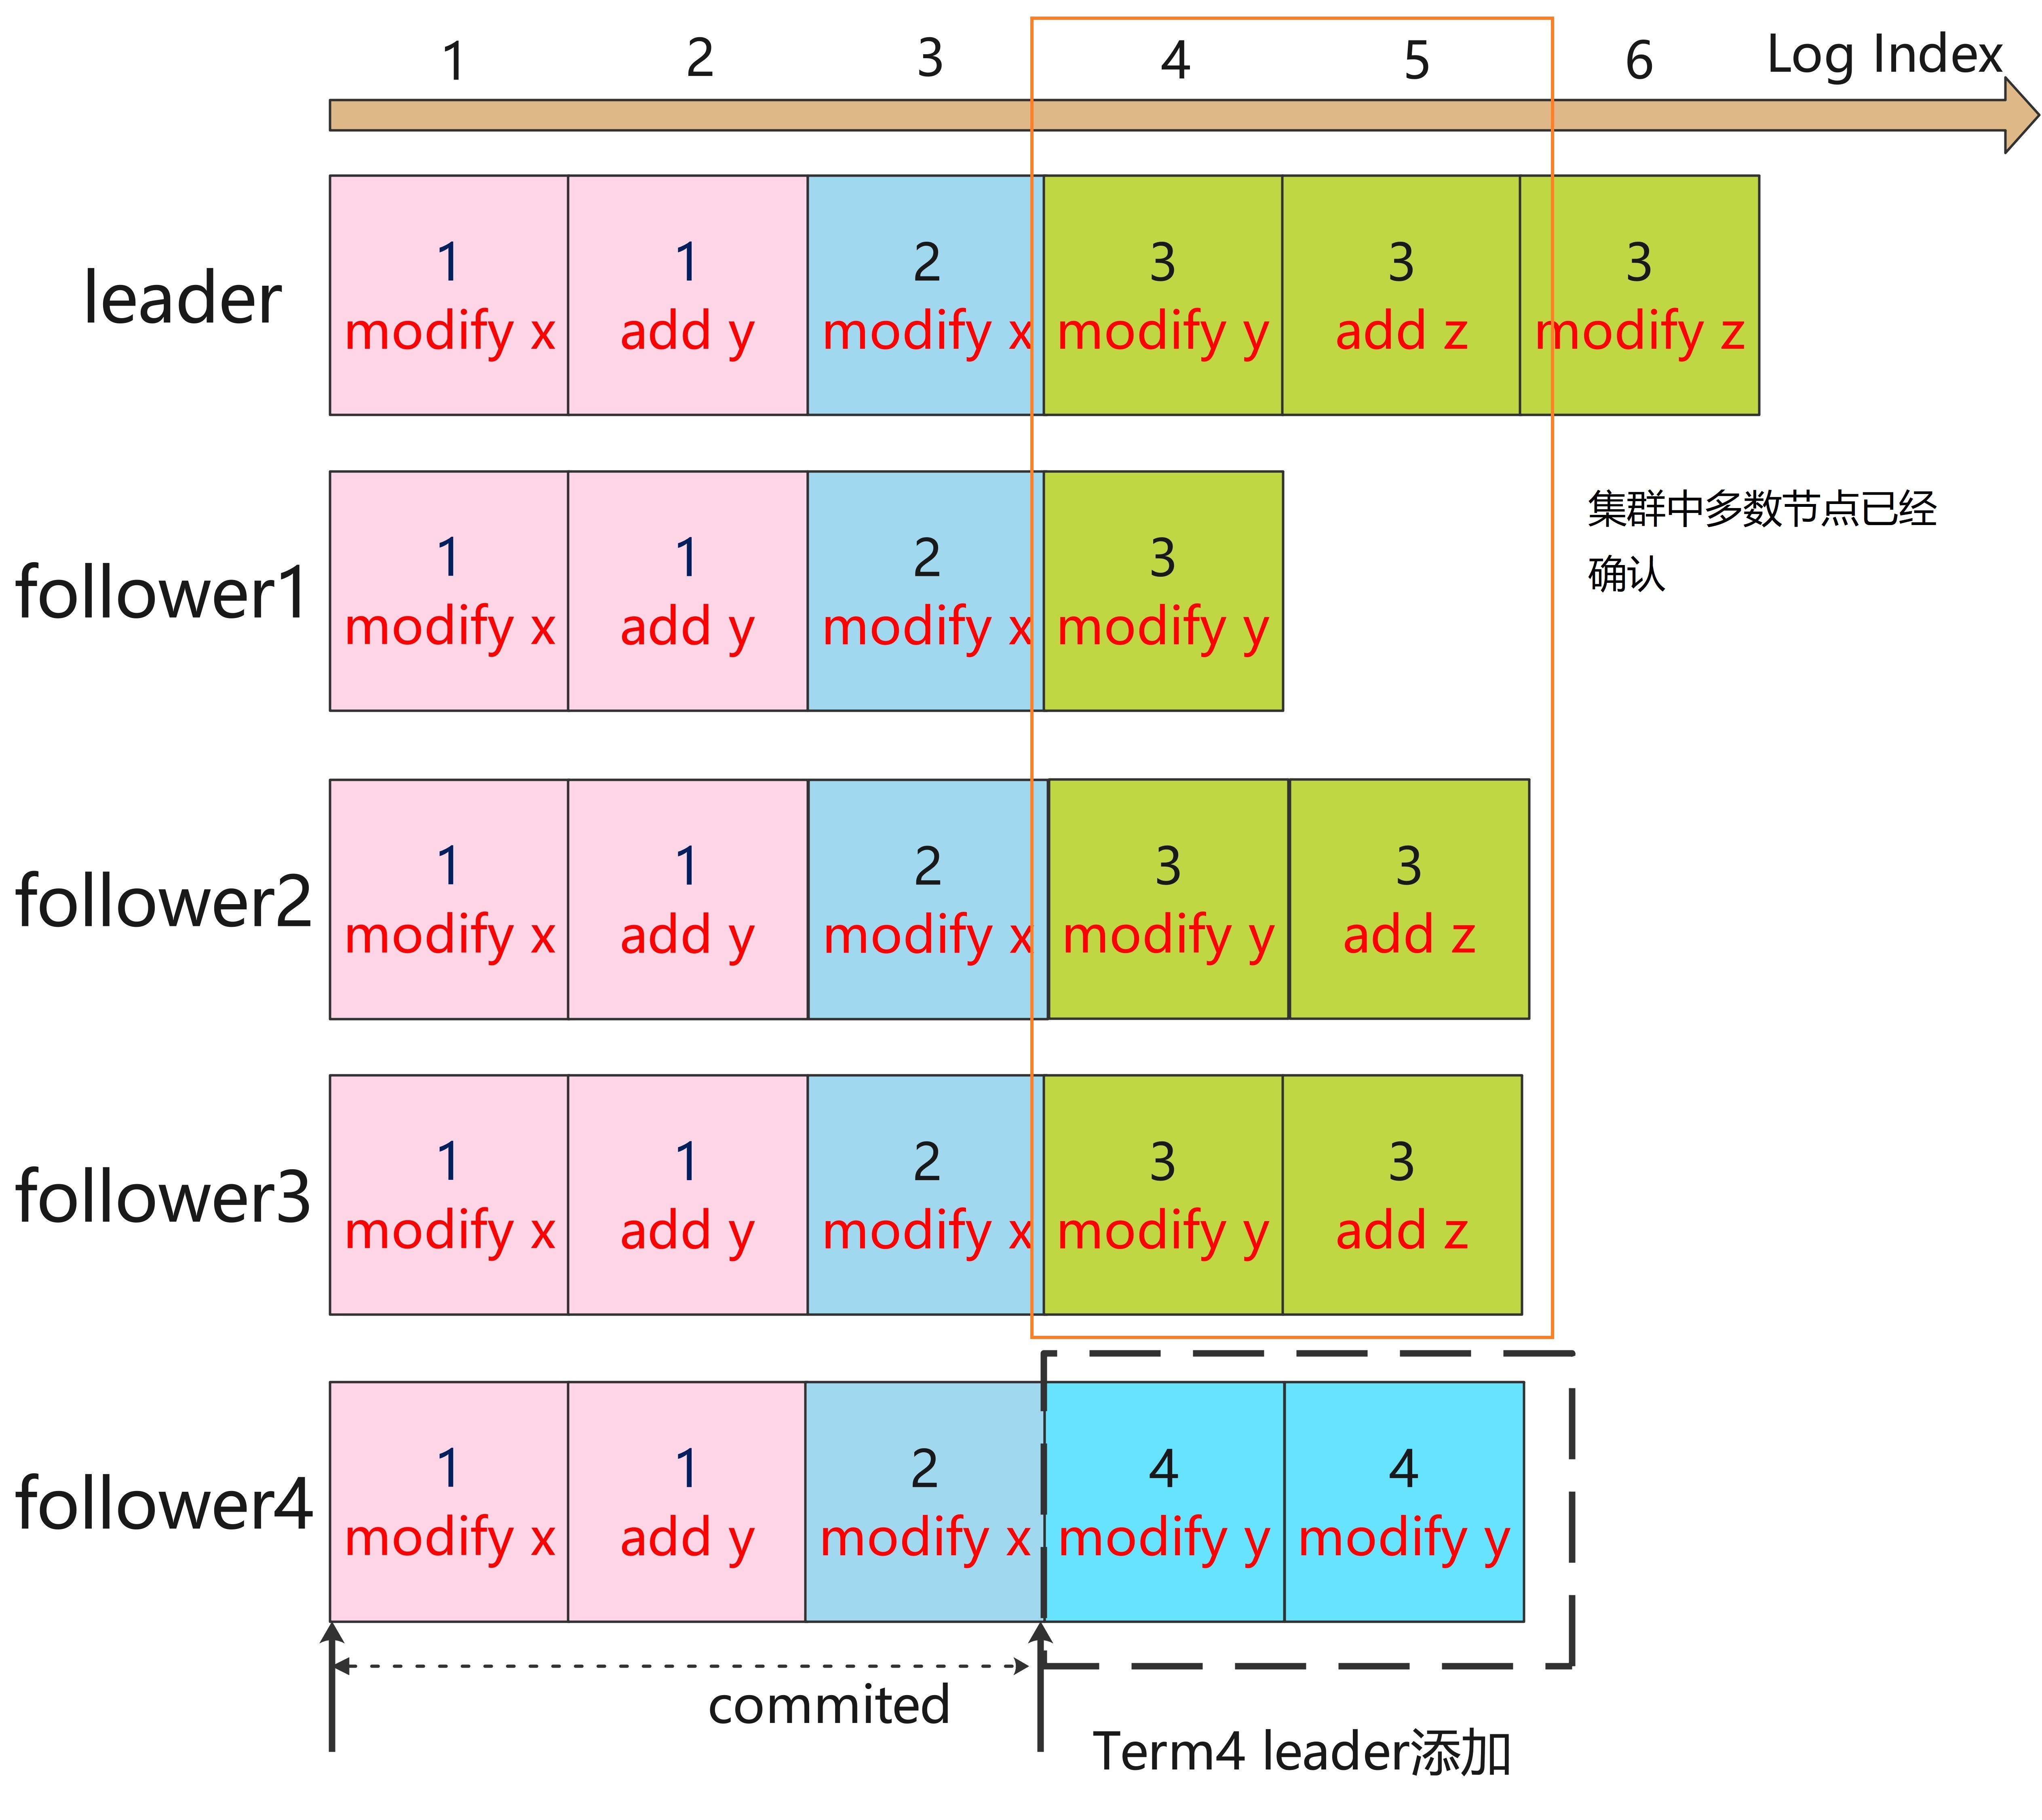 1 2 3 4 5 6 Log Index
leader
1 1 2 3 3 3
modify x add y modify x modify y add z modify z
follower1
1 1 2 3
modify x add y modify x modify y
集群中多数节点已经
确认
follower2
1 1 2 3 3
modify x add y modify x modify y add z
follower3
1 1 2 3 3
modify x add y modify x modify y add z
follower4
1 1 2 4 4
modify x add y modify x modify y modify y
commited
Term4 leader添加